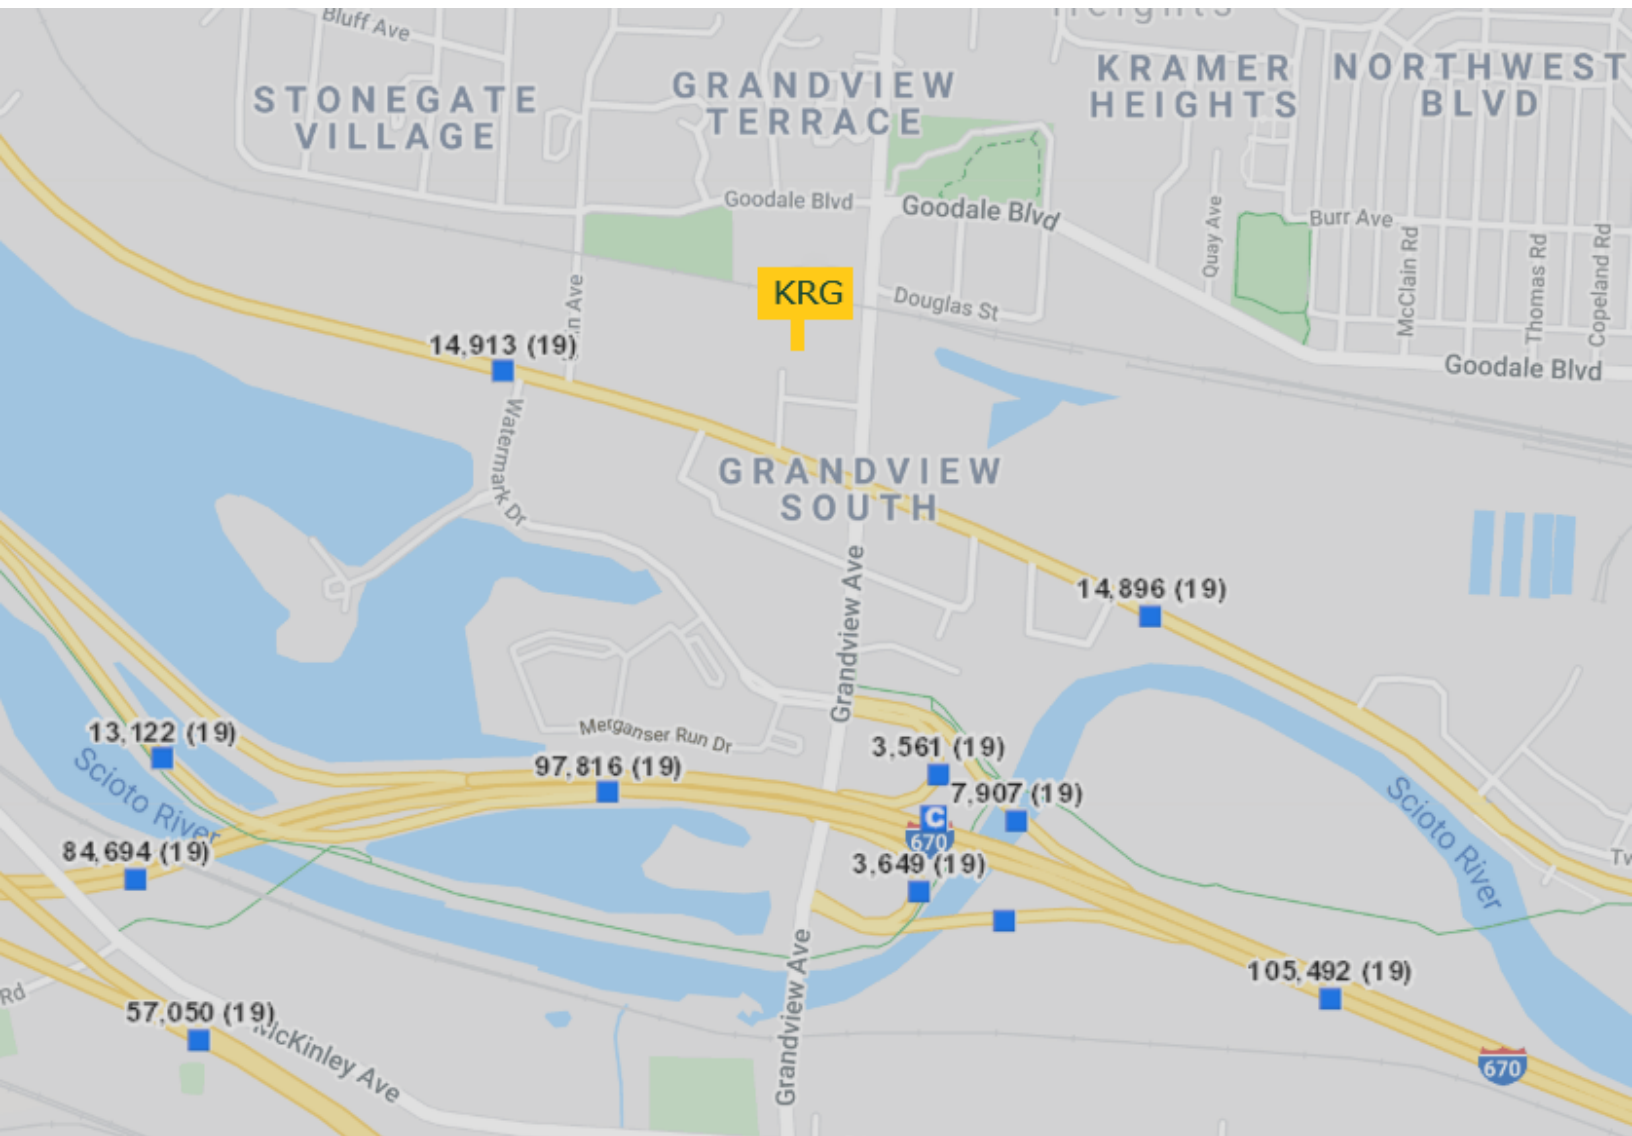 Heights
Bluff Ave
STONEGATE
VILLAGE
GRANDVIEW
TERRACE
KRAMER
HEIGHTS
NORTHWEST
BLVD
Goodale Blvd
Goodale Blvd
Quay Ave
Burr Ave
McClain Rd
Thomas Rd
Copeland Rd
KRG
Douglas St
Ave
14,913 (19)
Goodale Blvd
Watermark Dr
GRANDVIEW
SOUTH
Grandview Ave
14,896 (19)
Merganser Run Dr
13,122 (19)
97,816 (19)
3,561 (19)
7,907 (19)
C
670
Scioto River
Scioto River
84,694 (19)
3,649 (19)
Tw
Grandview Ave
105,492 (19)
Rd
57,050 (19)
McKinley Ave
670